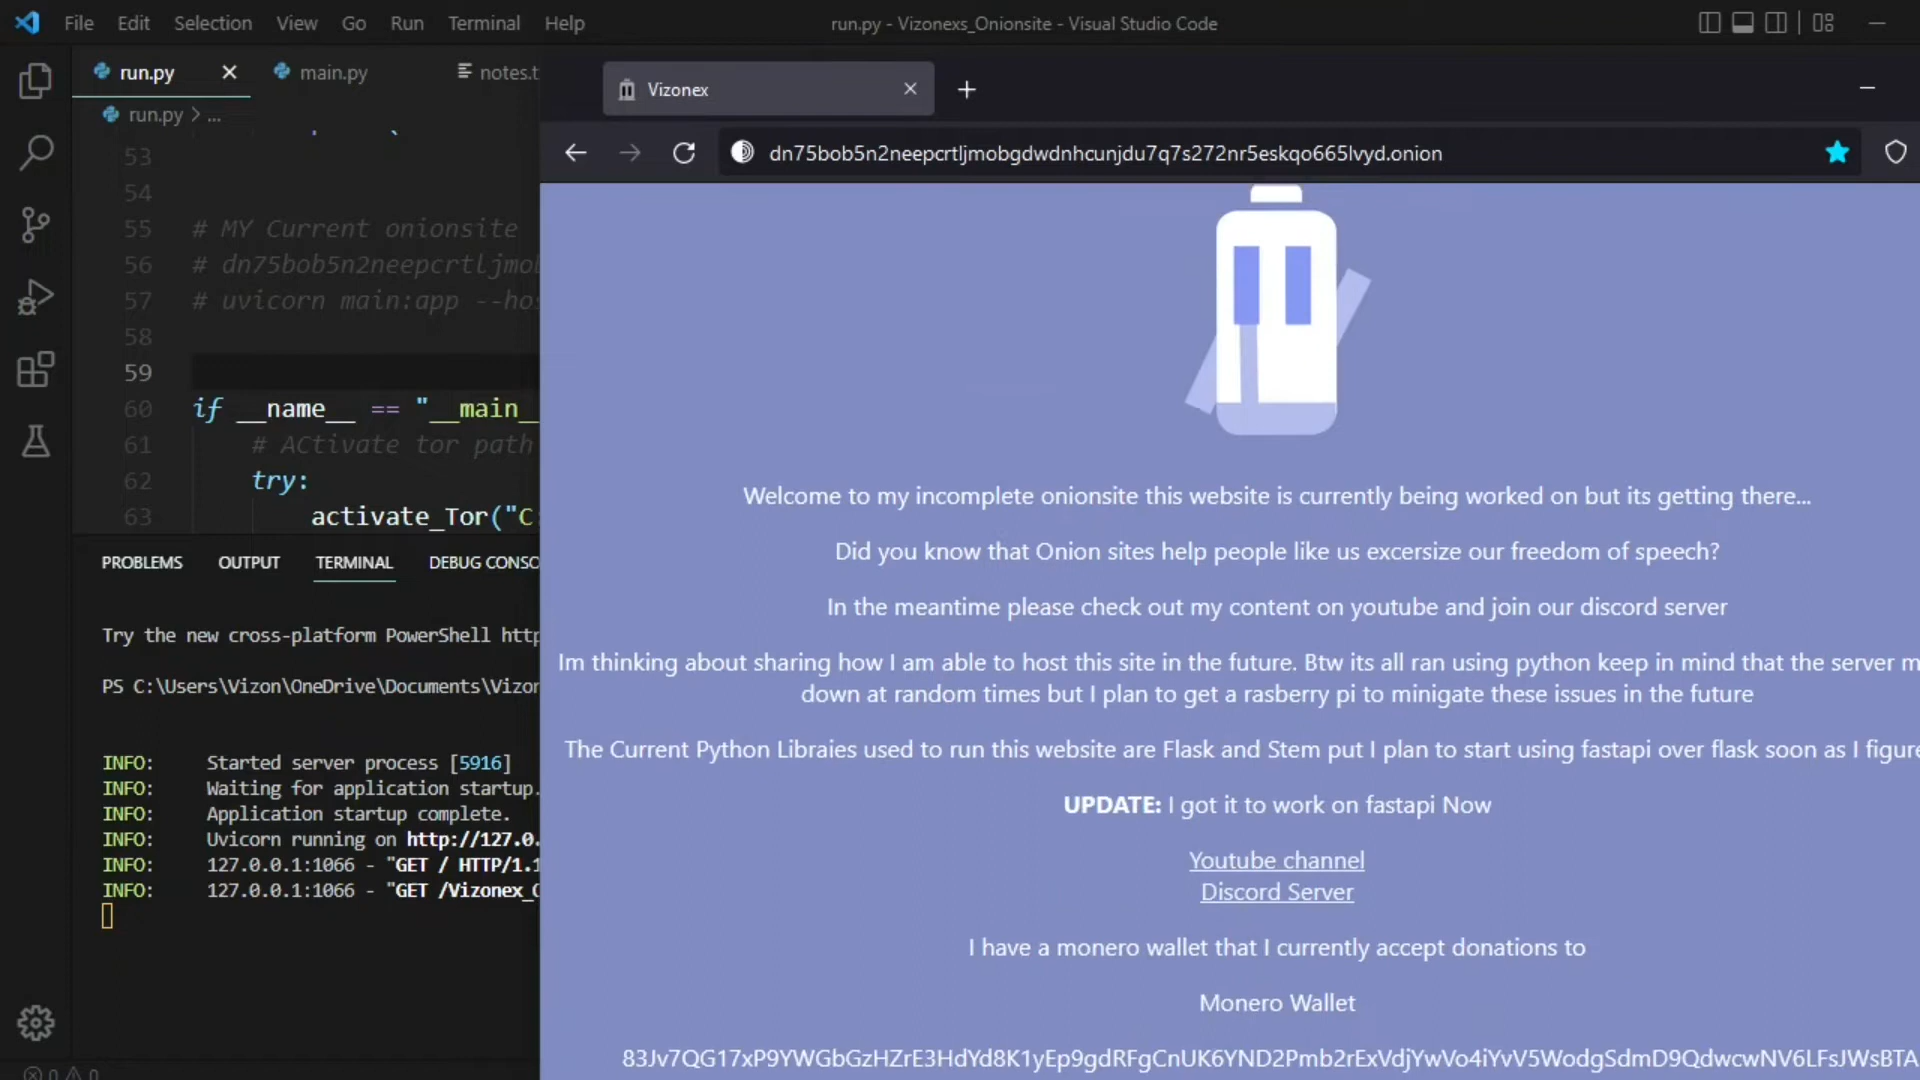 File Edit Selection View Go Run Terminal Help
run.py - Vizonexs_Onionsite - Visual Studio Code
run.py
main.py
notes.t
run.py > ...
53
54
55 # MY Current onionsite
56 # dn75bob5n2neepcrtljmob
57 # uvicorn main:app --hos
58
59
60 if __name__ == "__main__
61 # ACtivate tor path
62 try:
63 activate_Tor("C:
PROBLEMS OUTPUT TERMINAL DEBUG CONSO
Try the new cross-platform PowerShell http
PS C:\Users\Vizon\OneDrive\Documents\Vizon
INFO: Started server process [5916]
INFO: Waiting for application startup.
INFO: Application startup complete.
INFO: Uvicorn running on http://127.0.
INFO: 127.0.0.1:1066 - "GET / HTTP/1.1
INFO: 127.0.0.1:1066 - "GET /Vizonex_
0 0
Vizonex
dn75bob5n2neepcrtljmobgdwdnhcunjdu7q7s272nr5eskqo665lvyd.onion
Welcome to my incomplete onionsite this website is currently being worked on but its getting there...
Did you know that Onion sites help people like us excersize our freedom of speech?
In the meantime please check out my content on youtube and join our discord server
Im thinking about sharing how I am able to host this site in the future. Btw its all ran using python keep in mind that the server m
down at random times but I plan to get a rasberry pi to minigate these issues in the future
The Current Python Libraies used to run this website are Flask and Stem put I plan to start using fastapi over flask soon as I figure
UPDATE: I got it to work on fastapi Now
Youtube channel
Discord Server
I have a monero wallet that I currently accept donations to
Monero Wallet
83Jv7QG17xP9YWGbGzHZrE3HdYd8K1yEp9gdRFgCnUK6YND2Pmb2rExVdjYwVo4iYvV5WodgSdmD9QdwcwNV6LFsJWsBTA